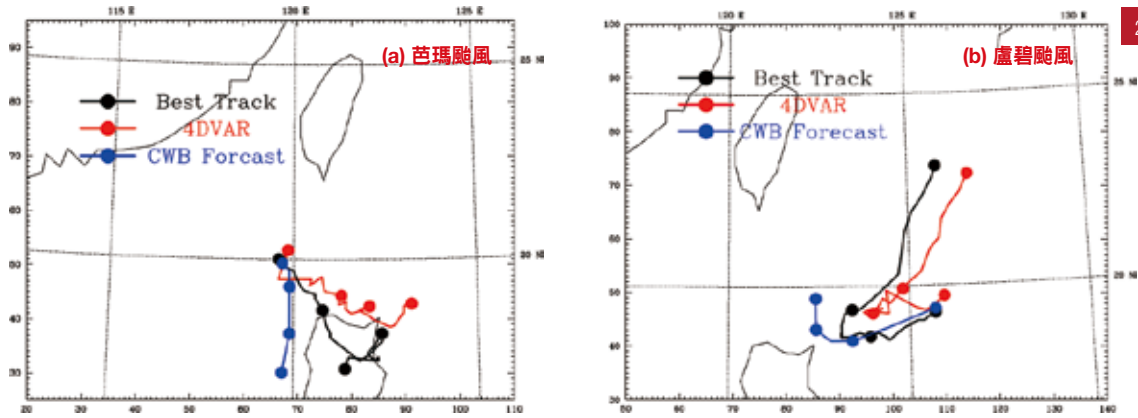 115 E
120 E
125 E
(a) 芭瑪颱風
Best Track
4DVAR
CWB Forcast
25 N
20 N
90
80
70
60
50
40
30
20 30 40 50 60 70 80 90 100 110
120 E
125 E
130 E
2
(b) 盧碧颱風
Best Track
4DVAR
CWB Forecast
25 N
20 N
100
90
80
70
60
50
40
30
50 60 70 80 90 100 110 120 130 140